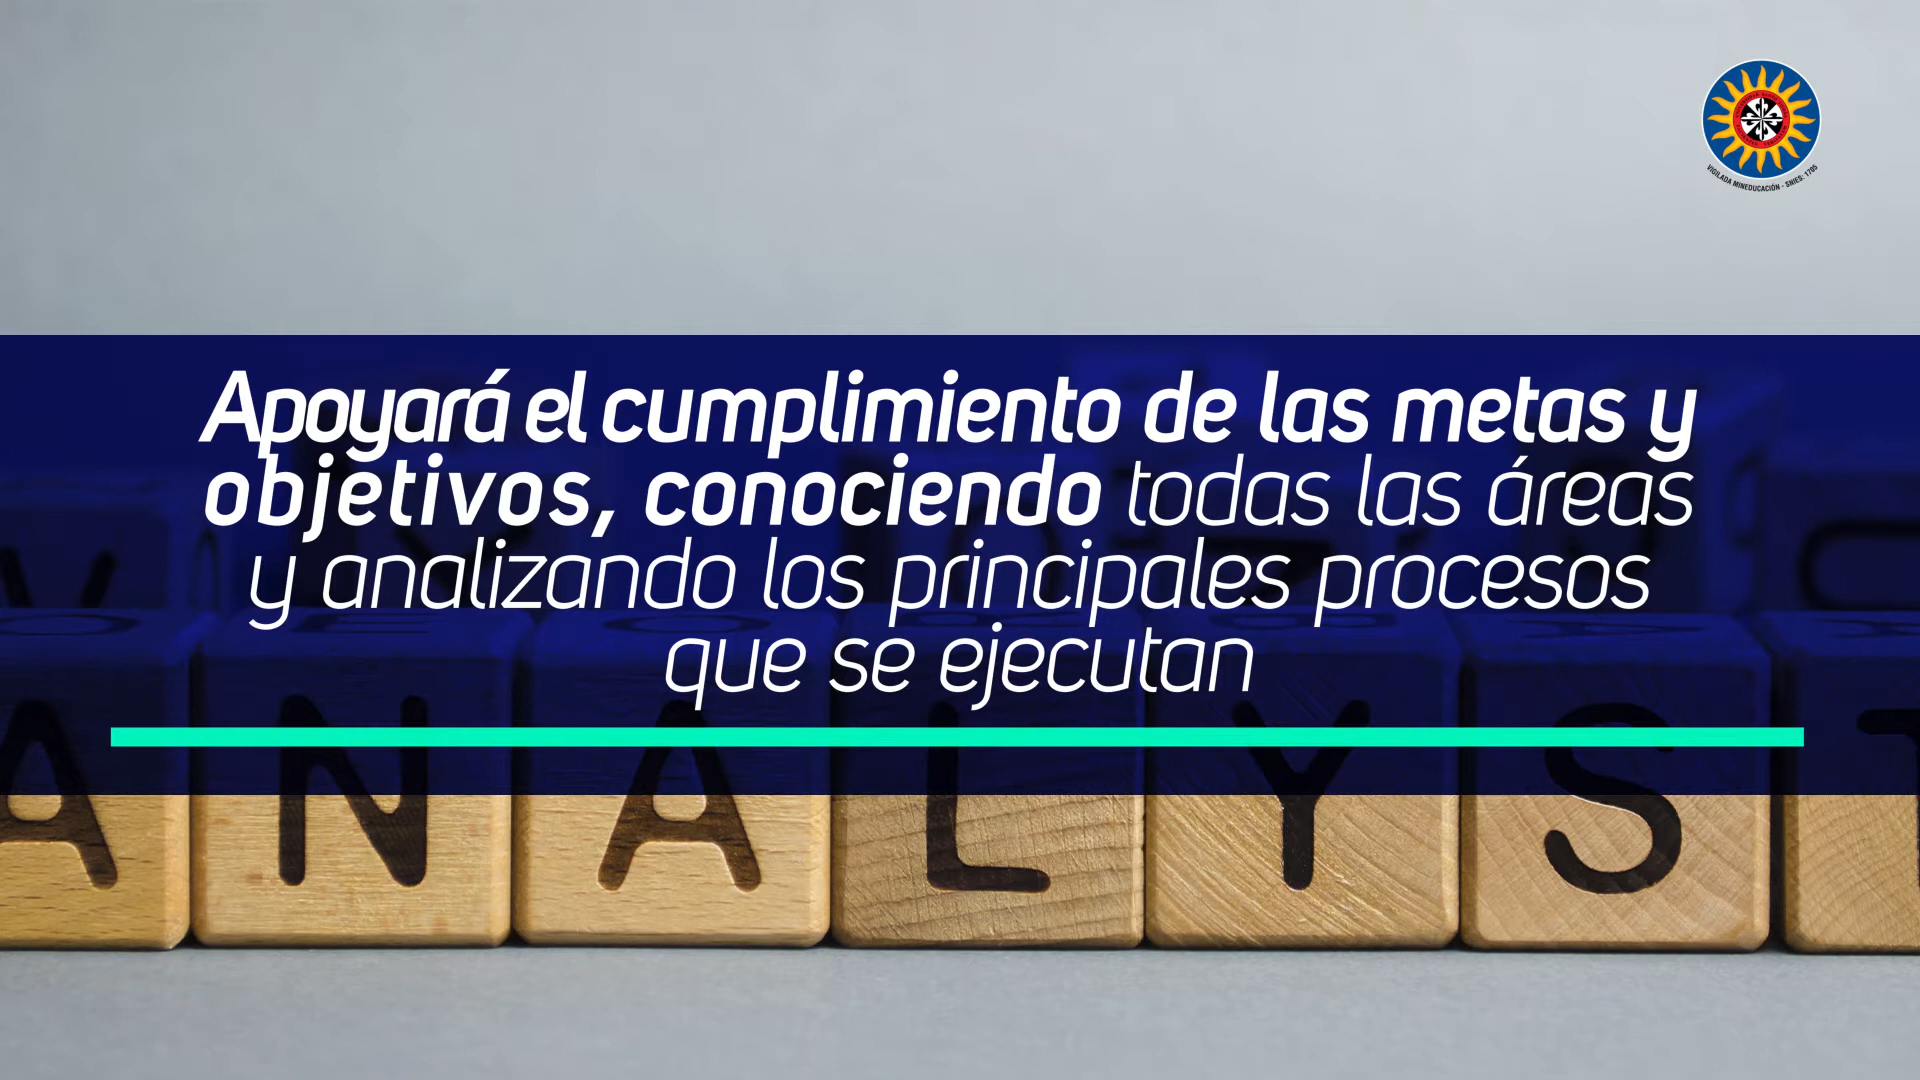 VIGILADA MINEDUCACIÓN - SNIES: 1705
Apoyará el cumplimiento de las metas y
objetivos, conociendo todas las áreas
y analizando los principales procesos
que se ejecutan
A N A L Y S T